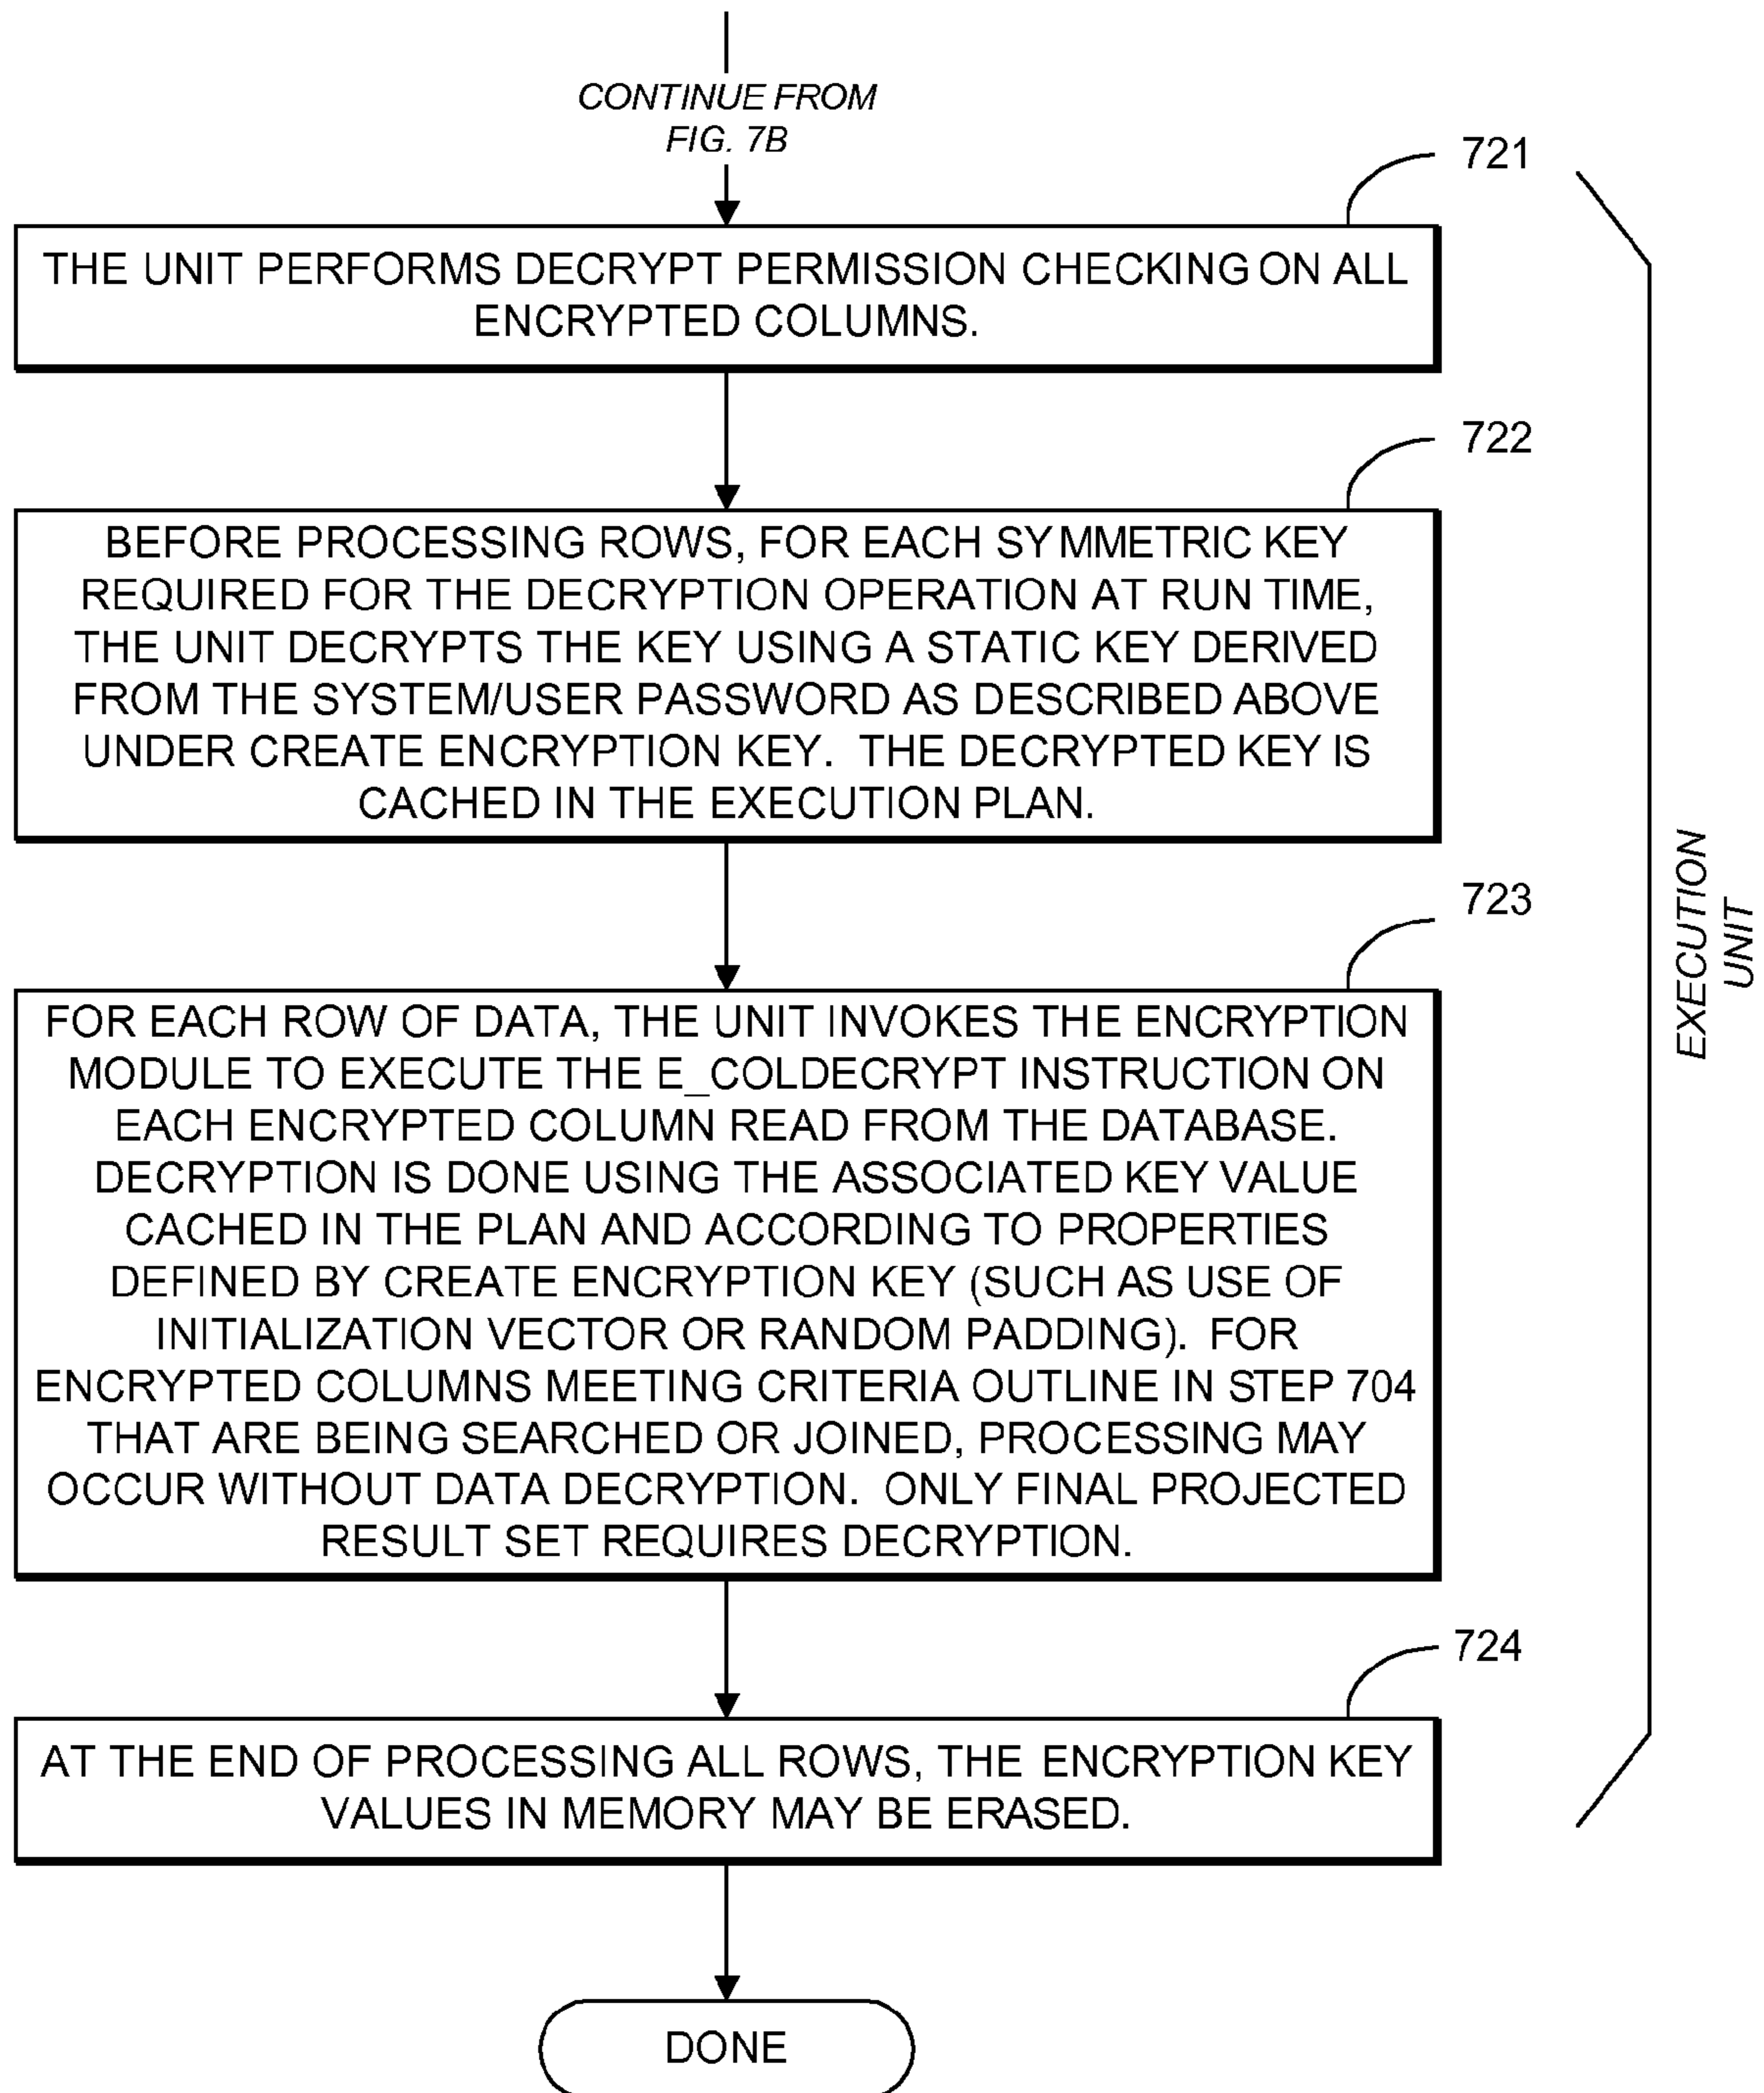 CONTINUE FROM
FIG. 7B
721
THE UNIT PERFORMS DECRYPT PERMISSION CHECKING ON ALL
ENCRYPTED COLUMNS.
722
BEFORE PROCESSING ROWS, FOR EACH SYMMETRIC KEY
REQUIRED FOR THE DECRYPTION OPERATION AT RUN TIME,
THE UNIT DECRYPTS THE KEY USING A STATIC KEY DERIVED
FROM THE SYSTEM/USER PASSWORD AS DESCRIBED ABOVE
UNDER CREATE ENCRYPTION KEY. THE DECRYPTED KEY IS
CACHED IN THE EXECUTION PLAN.
723
FOR EACH ROW OF DATA, THE UNIT INVOKES THE ENCRYPTION
MODULE TO EXECUTE THE E_COLDECRYPT INSTRUCTION ON
EACH ENCRYPTED COLUMN READ FROM THE DATABASE.
DECRYPTION IS DONE USING THE ASSOCIATED KEY VALUE
CACHED IN THE PLAN AND ACCORDING TO PROPERTIES
DEFINED BY CREATE ENCRYPTION KEY (SUCH AS USE OF
INITIALIZATION VECTOR OR RANDOM PADDING). FOR
ENCRYPTED COLUMNS MEETING CRITERIA OUTLINE IN STEP 704
THAT ARE BEING SEARCHED OR JOINED, PROCESSING MAY
OCCUR WITHOUT DATA DECRYPTION. ONLY FINAL PROJECTED
RESULT SET REQUIRES DECRYPTION.
724
AT THE END OF PROCESSING ALL ROWS, THE ENCRYPTION KEY
VALUES IN MEMORY MAY BE ERASED.
DONE
EXECUTION
UNIT